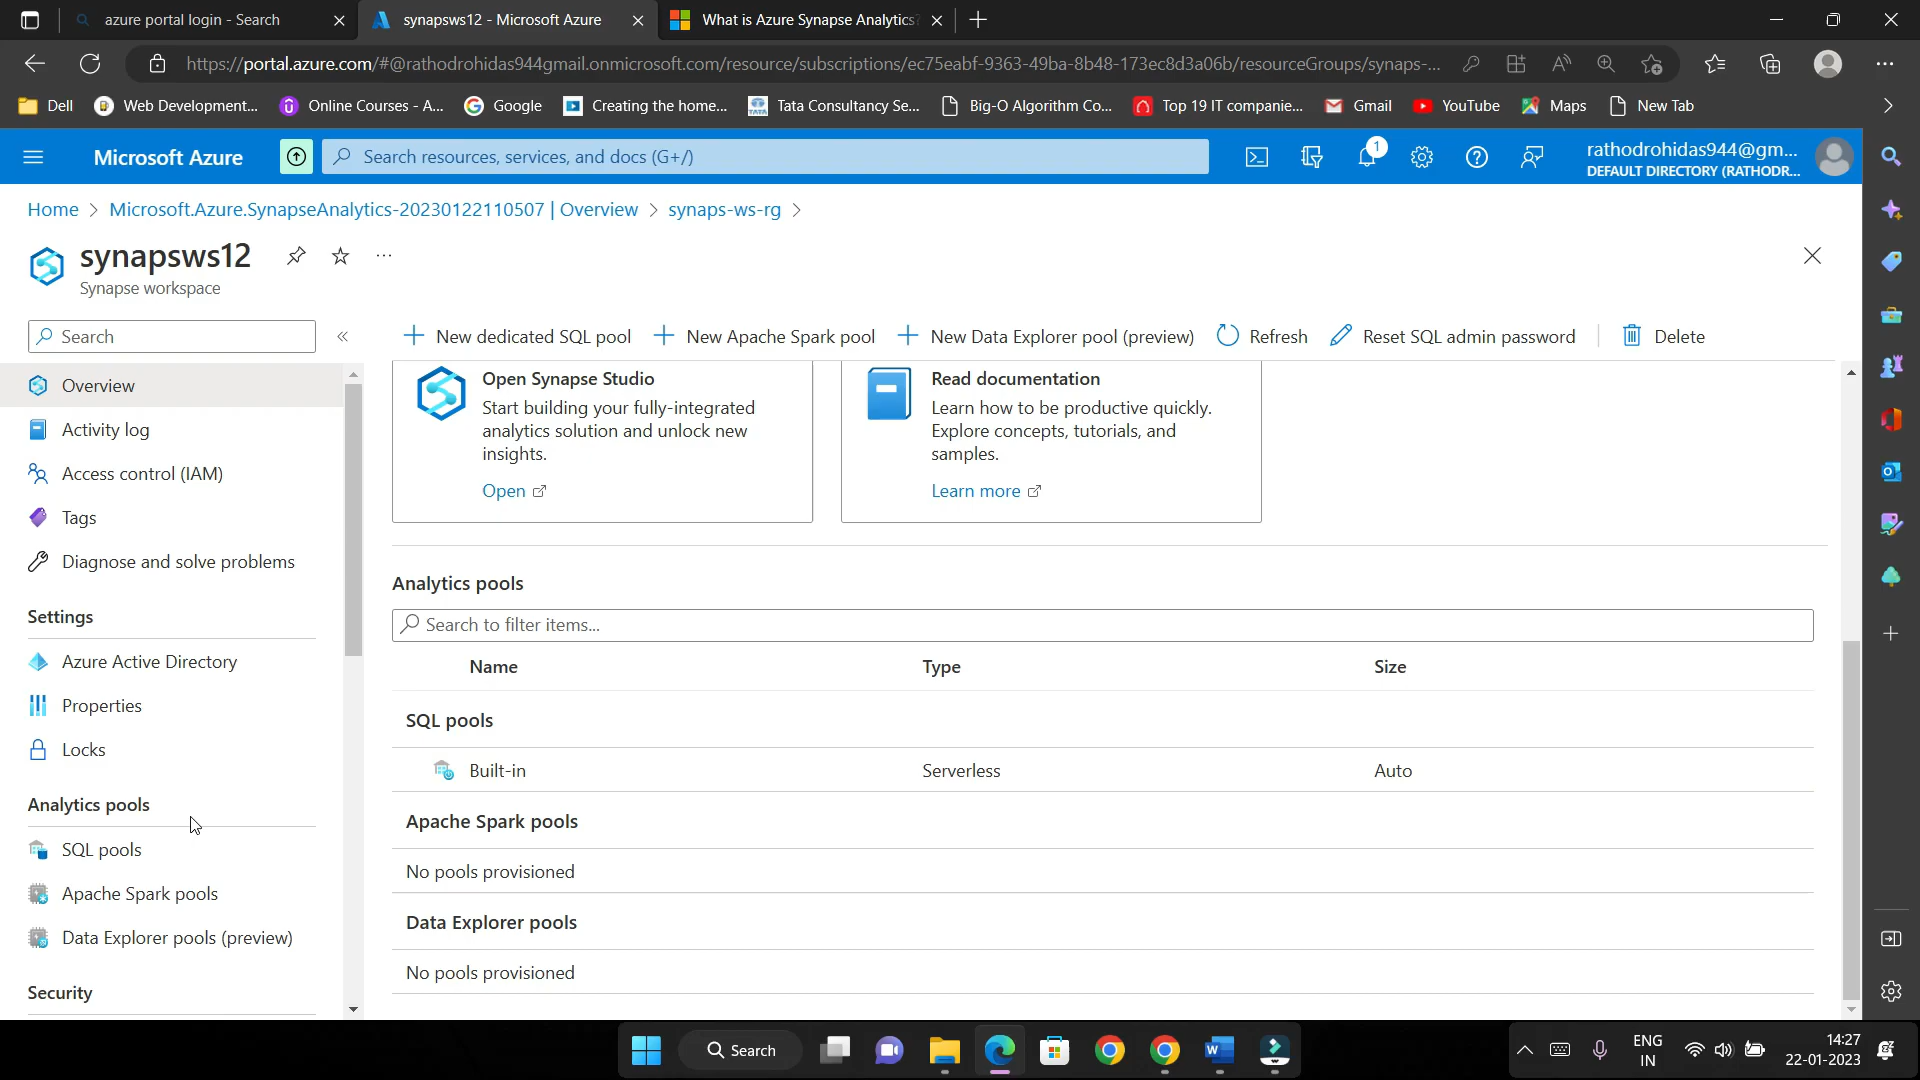 azure portal login - Search
synapsws12 - Microsoft Azure
What is Azure Synapse Analytics
https://portal.azure.com/#@rathodrohidas944gmail.onmicrosoft.com/resource/subscriptions/ec75eabf-9363-49ba-8b48-173ec8d3a06b/resourceGroups/synaps-...
Dell
Web Development...
Online Courses - A...
Google
Creating the home...
Tata Consultancy Se...
Big-O Algorithm Co...
Top 19 IT companie...
Gmail
YouTube
Maps
New Tab
Microsoft Azure
Search resources, services, and docs (G+/)
1
rathodrohidas944@gm...
DEFAULT DIRECTORY (RATHODR...
Home > Microsoft.Azure.SynapseAnalytics-20230122110507 | Overview > synaps-ws-rg >
synapsws12
Synapse workspace
Search
New dedicated SQL pool
New Apache Spark pool
New Data Explorer pool (preview)
Refresh
Reset SQL admin password
Delete
Overview
Activity log
Access control (IAM)
Tags
Diagnose and solve problems
Settings
Azure Active Directory
Properties
Locks
Analytics pools
SQL pools
Apache Spark pools
Data Explorer pools (preview)
Security
Open Synapse Studio
Start building your fully-integrated
analytics solution and unlock new
insights.
Open
Read documentation
Learn how to be productive quickly.
Explore concepts, tutorials, and
samples.
Learn more
Analytics pools
Search to filter items...
Name Type Size
SQL pools
Built-in Serverless Auto
Apache Spark pools
No pools provisioned
Data Explorer pools
No pools provisioned
Search
ENG
IN
14:27
22-01-2023